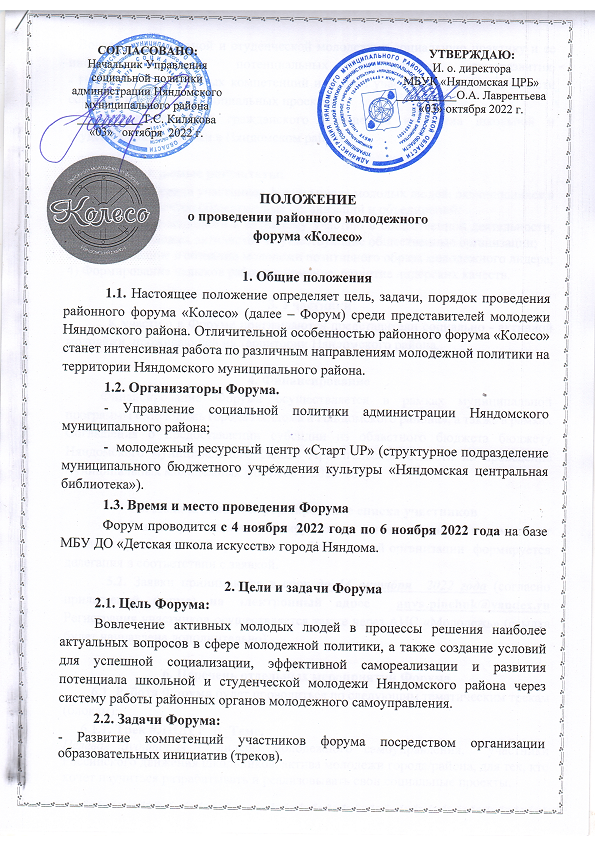 СОГЛАСОВАНО:
Начальник Управления
социальной политики
администрации Няндомского
муниципального района
Т.С. Килякова
«03» октября 2022 г.
УТВЕРЖДАЮ:
И. о. директора
МБУК «Няндомская ЦРБ»
О.А. Лаврентьева
«03» октября 2022 г.
Колесо
ПОЛОЖЕНИЕ
о проведении районного молодежного
форума «Колесо»
1. Общие положения
1.1. Настоящее положение определяет цель, задачи, порядок проведения
районного форума «Колесо» (далее – Форум) среди представителей молодежи
Няндомского района. Отличительной особенностью районного форума «Колесо»
станет интенсивная работа по различным направлениям молодежной политики на
территории Няндомского муниципального района.
1.2. Организаторы Форума.
- Управление социальной политики администрации Няндомского
муниципального района;
- молодежный ресурсный центр «Старт UP» (структурное подразделение
муниципального бюджетного учреждения культуры «Няндомская центральная
библиотека»).
1.3. Время и место проведения Форума
Форум проводится с 4 ноября 2022 года по 6 ноября 2022 года на базе
МБУ ДО «Детская школа искусств» города Няндома.
2. Цели и задачи Форума
2.1. Цель Форума:
Вовлечение активных молодых людей в процессы решения наиболее
актуальных вопросов в сфере молодежной политики, а также создание условий
для успешной социализации, эффективной самореализации и развития
потенциала школьной и студенческой молодежи Няндомского района через
систему работы районных органов молодежного самоуправления.
2.2. Задачи Форума:
- Развитие компетенций участников форума посредством организации
образовательных инициатив (треков).